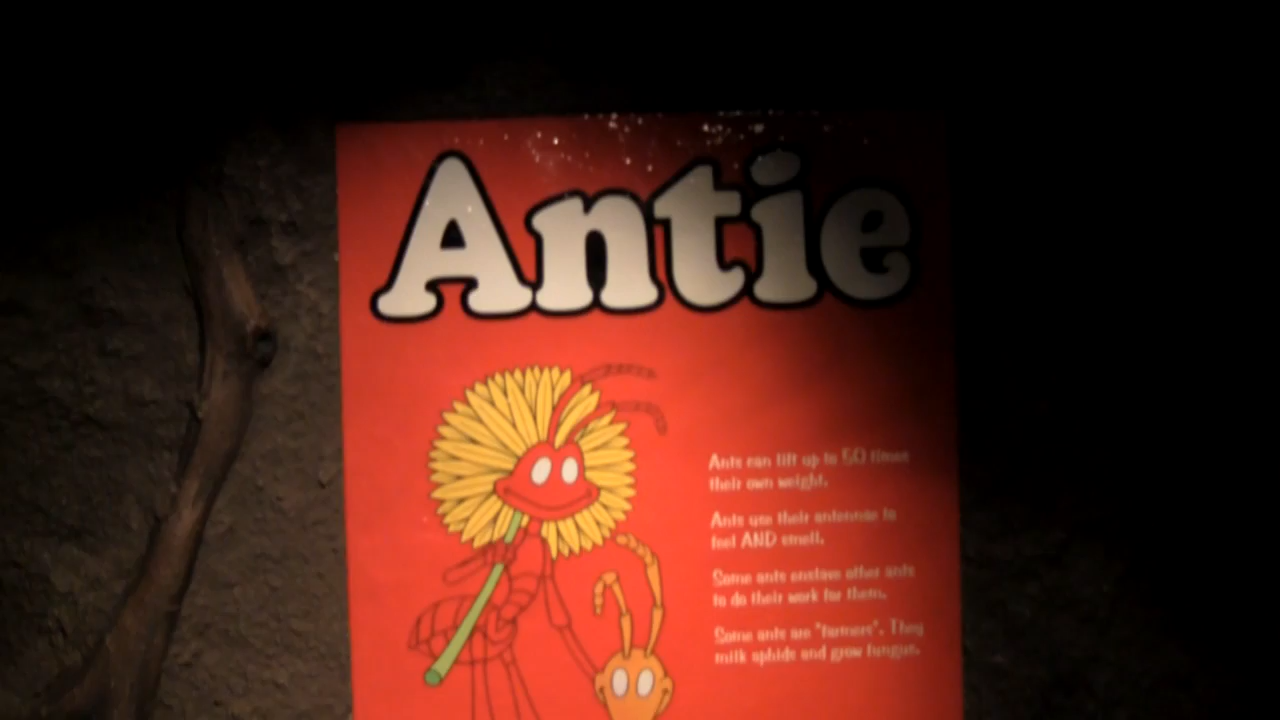 Antie
Ants can lift up to 50 times
their own weight.
Ants use their antennae to
feel AND smell.
Some ants enslave other ants
to do their work for them.
Some ants are "farmers". They
milk aphids and grow fungus.